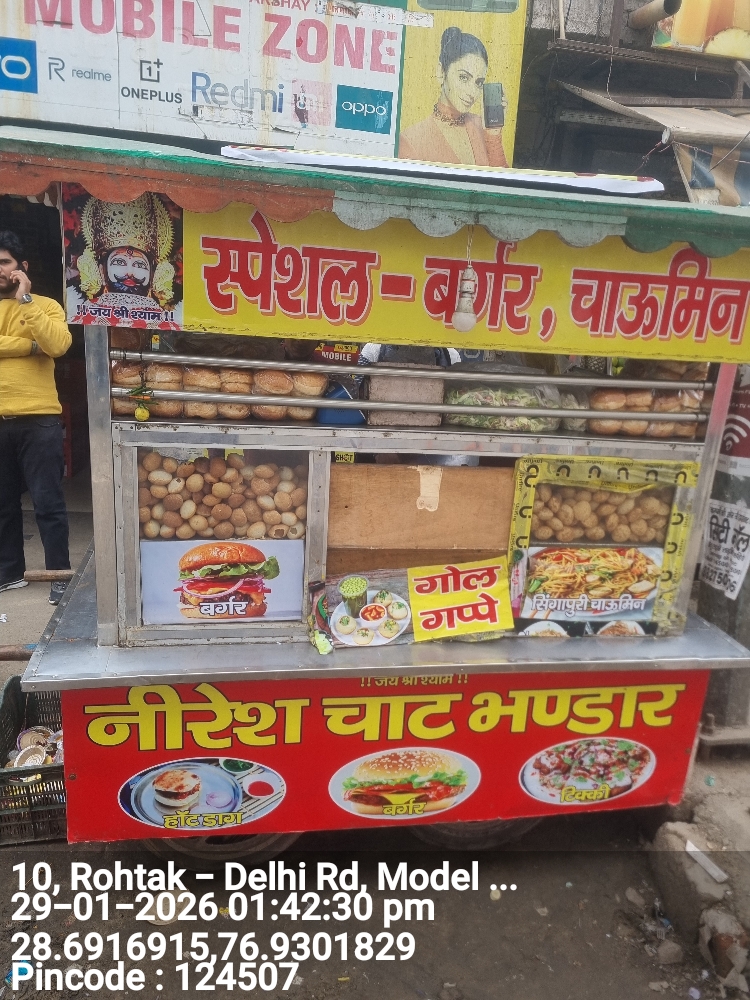 MOBILE ZONE
realme
ONEPLUS
Redmi
oppo
स्पेशल - बर्गर, चाऊमिन
!! जय श्री श्याम !!
MOBILE
बर्गर
गोल
गप्पे
सिंगापुरी चाऊमिन
!! जय श्री श्याम !!
नीरेश चाट भण्डार
हॉट डाग
बर्गर
टिक्की
10, Rohtak – Delhi Rd, Model ...
29–01–2026 01:42:30 pm
28.6916915,76.9301829
Pincode : 124507